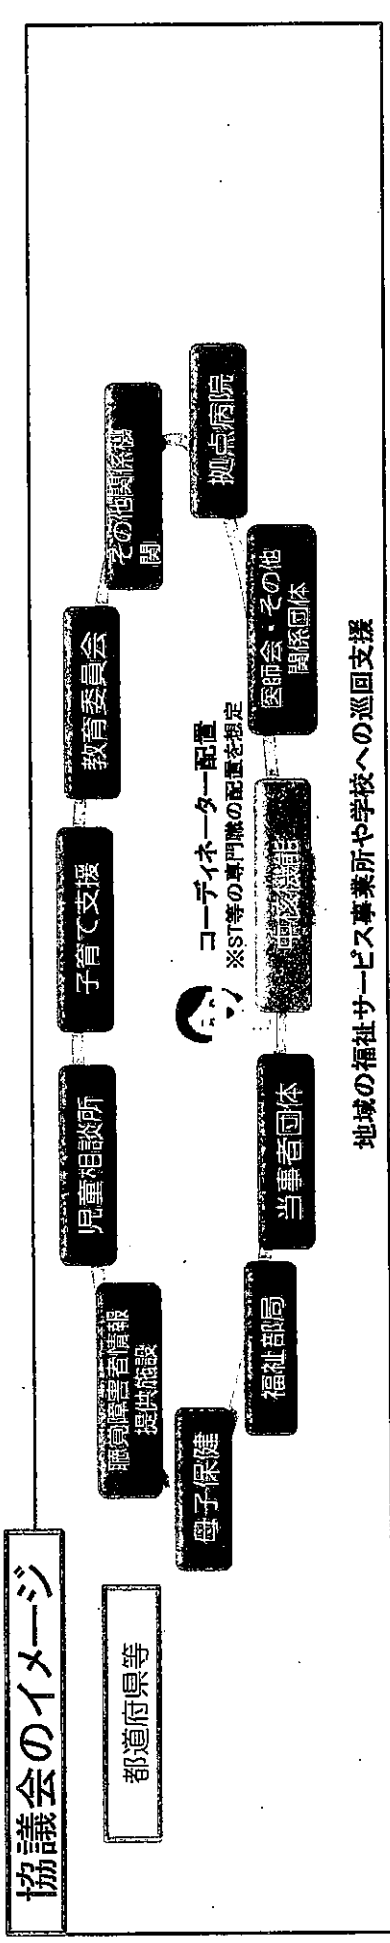 協議会のイメージ
都道府県等
聴覚障害者情報
提供施設
児童相談所
子育て支援
教育委員会
その他関係機
関
拠点病院
医師会・その他
関係団体
中核機能
当事者団体
福祉部局
母子保健
コーディネーター配置
※ST等の専門職の配置を想定
地域の福祉サービス事業所や学校への巡回支援